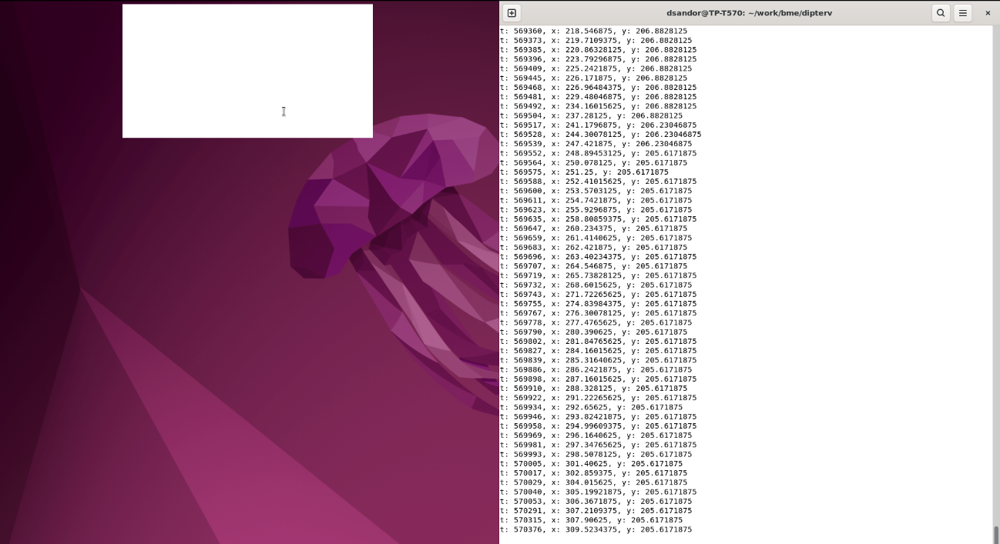 dsandor@TP-T570: ~/work/bme/dipterv
t: 569360, x: 218.546875, y: 206.8828125
t: 569373, x: 219.7109375, y: 206.8828125
t: 569385, x: 220.86328125, y: 206.8828125
t: 569396, x: 223.79296875, y: 206.8828125
t: 569409, x: 225.2421875, y: 206.8828125
t: 569445, x: 226.171875, y: 206.8828125
t: 569468, x: 226.96484375, y: 206.8828125
t: 569481, x: 229.48046875, y: 206.8828125
t: 569492, x: 234.16015625, y: 206.8828125
t: 569504, x: 237.28125, y: 206.8828125
t: 569517, x: 241.1796875, y: 206.23046875
t: 569528, x: 244.30078125, y: 206.23046875
t: 569539, x: 247.421875, y: 206.23046875
t: 569552, x: 248.89453125, y: 205.6171875
t: 569564, x: 250.078125, y: 205.6171875
t: 569575, x: 251.25, y: 205.6171875
t: 569588, x: 252.41015625, y: 205.6171875
t: 569600, x: 253.5703125, y: 205.6171875
t: 569611, x: 254.7421875, y: 205.6171875
t: 569623, x: 255.9296875, y: 205.6171875
t: 569635, x: 258.80859375, y: 205.6171875
t: 569647, x: 260.234375, y: 205.6171875
t: 569659, x: 261.4140625, y: 205.6171875
t: 569683, x: 262.421875, y: 205.6171875
t: 569696, x: 263.40234375, y: 205.6171875
t: 569707, x: 264.546875, y: 205.6171875
t: 569719, x: 265.73828125, y: 205.6171875
t: 569732, x: 268.6015625, y: 205.6171875
t: 569743, x: 271.72265625, y: 205.6171875
t: 569755, x: 274.83984375, y: 205.6171875
t: 569767, x: 276.30078125, y: 205.6171875
t: 569778, x: 277.4765625, y: 205.6171875
t: 569790, x: 280.390625, y: 205.6171875
t: 569802, x: 281.84765625, y: 205.6171875
t: 569827, x: 284.16015625, y: 205.6171875
t: 569839, x: 285.31640625, y: 205.6171875
t: 569886, x: 286.2421875, y: 205.6171875
t: 569898, x: 287.16015625, y: 205.6171875
t: 569910, x: 288.328125, y: 205.6171875
t: 569922, x: 291.22265625, y: 205.6171875
t: 569934, x: 292.65625, y: 205.6171875
t: 569946, x: 293.82421875, y: 205.6171875
t: 569958, x: 294.99609375, y: 205.6171875
t: 569969, x: 296.1640625, y: 205.6171875
t: 569981, x: 297.34765625, y: 205.6171875
t: 569993, x: 298.5078125, y: 205.6171875
t: 570005, x: 301.40625, y: 205.6171875
t: 570017, x: 302.859375, y: 205.6171875
t: 570029, x: 304.015625, y: 205.6171875
t: 570040, x: 305.19921875, y: 205.6171875
t: 570053, x: 306.3671875, y: 205.6171875
t: 570291, x: 307.2109375, y: 205.6171875
t: 570315, x: 307.90625, y: 205.6171875
t: 570376, x: 309.5234375, y: 205.6171875